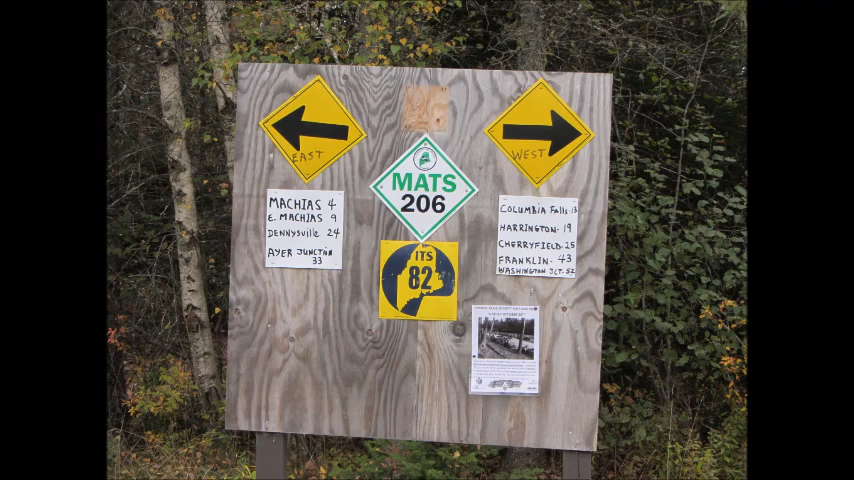 EAST
WEST
MATS
206
MACHIAS 4
E. MACHIAS 9
DENNYSVILLE 24
AYER JUNCTION
33
COLUMBIA FALLS 13
HARRINGTON - 19
CHERRYFIELD - 25
FRANKLIN - 43
WASHINGTON JCT - 52
ITS
82